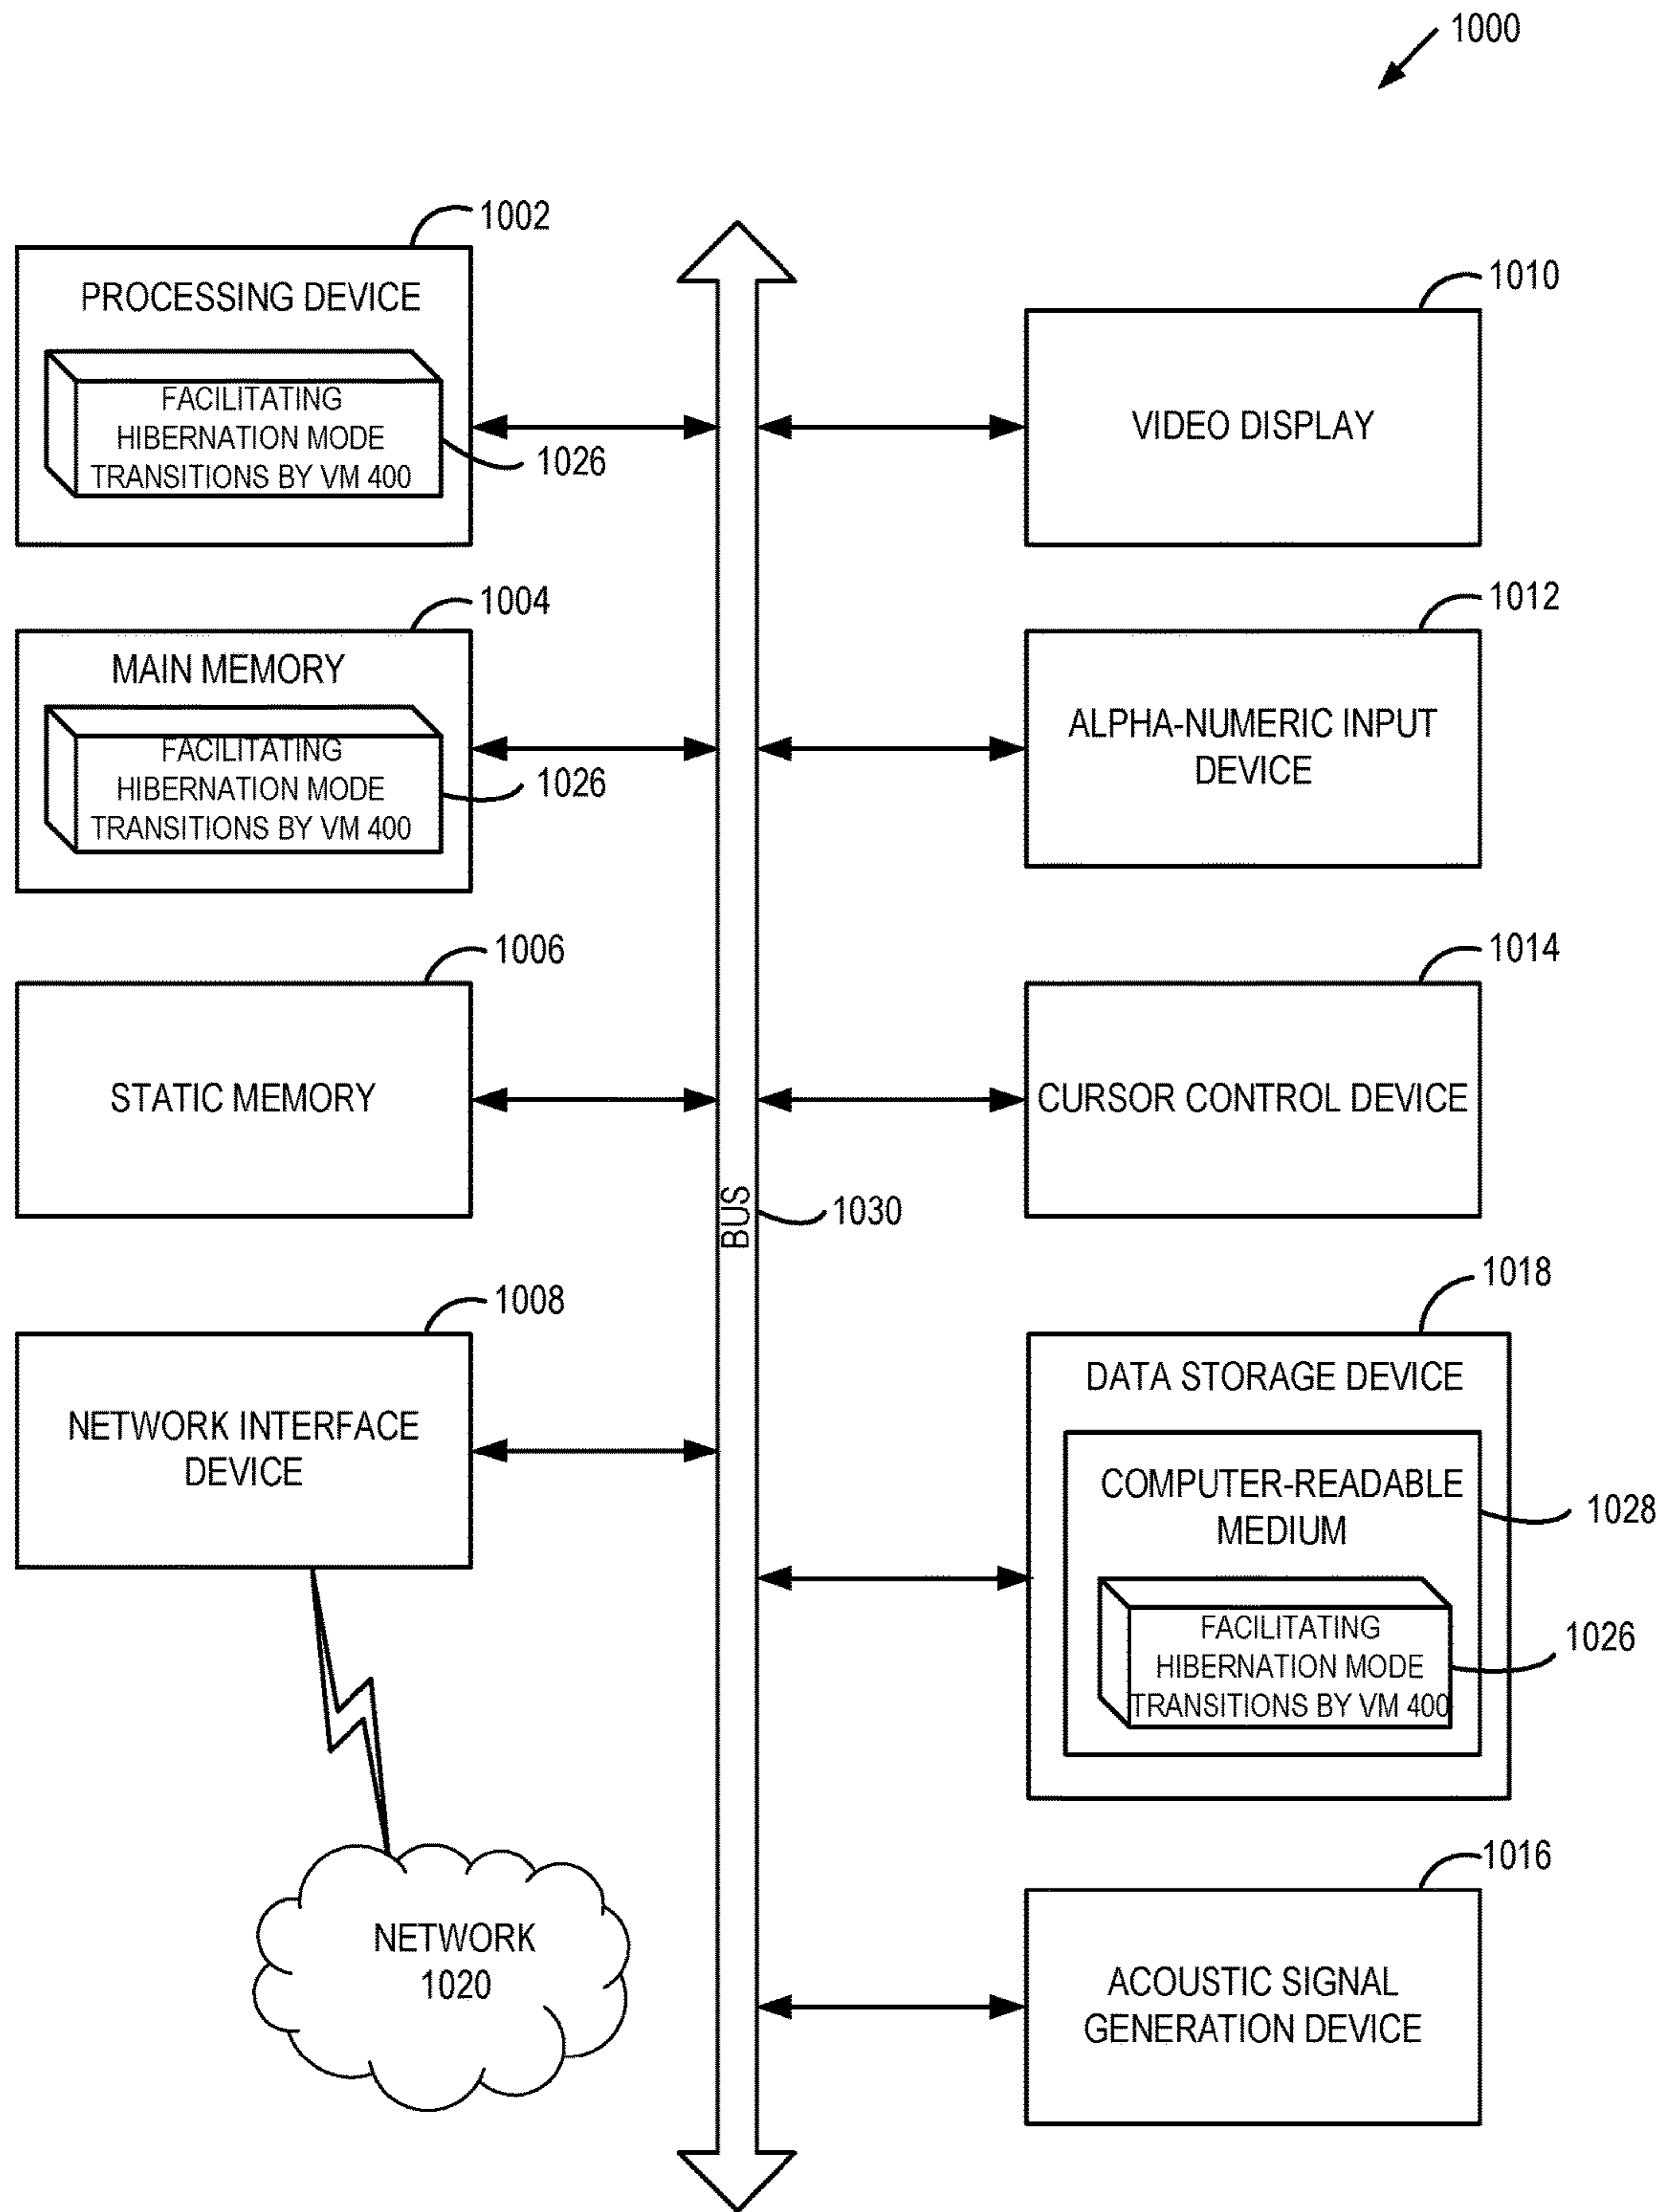 1000
1002
PROCESSING DEVICE
FACILITATING
HIBERNATION MODE
TRANSITIONS BY VM 400
1026
1004
MAIN MEMORY
FACILITATING
HIBERNATION MODE
TRANSITIONS BY VM 400
1026
1006
STATIC MEMORY
1008
NETWORK INTERFACE
DEVICE
NETWORK
1020
BUS
1030
1010
VIDEO DISPLAY
1012
ALPHA-NUMERIC INPUT
DEVICE
1014
CURSOR CONTROL DEVICE
1018
DATA STORAGE DEVICE
COMPUTER-READABLE
MEDIUM
1028
FACILITATING
HIBERNATION MODE
TRANSITIONS BY VM 400
1026
1016
ACOUSTIC SIGNAL
GENERATION DEVICE